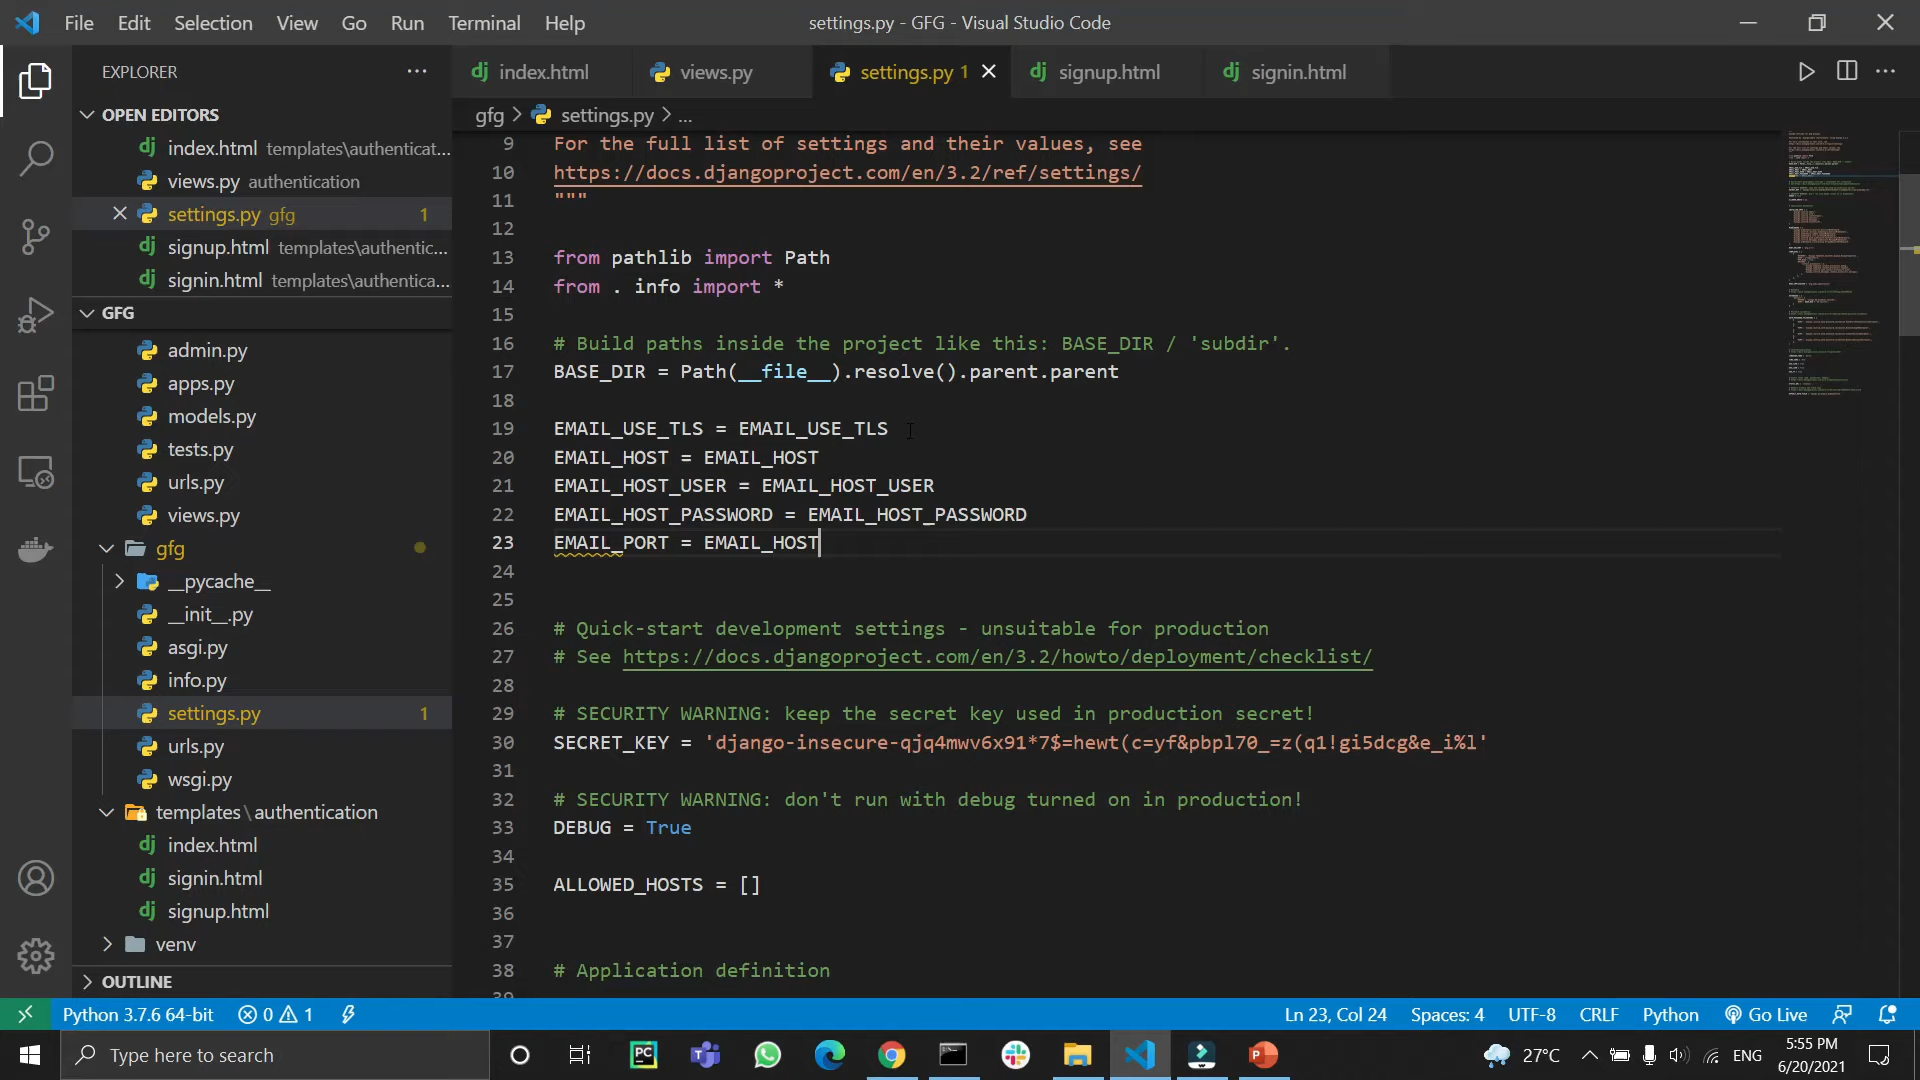 File Edit Selection View Go Run Terminal Help
settings.py - GFG - Visual Studio Code
EXPLORER
index.html
views.py
settings.py 1
signup.html
signin.html
OPEN EDITORS
index.html templates\authenticat...
views.py authentication
settings.py gfg 1
signup.html templates\authentic...
signin.html templates\authentica...
GFG
admin.py
apps.py
models.py
tests.py
urls.py
views.py
gfg
__pycache__
__init__.py
asgi.py
info.py
settings.py 1
urls.py
wsgi.py
templates\authentication
index.html
signin.html
signup.html
venv
OUTLINE
gfg > settings.py > ...
9 For the full list of settings and their values, see
10 https://docs.djangoproject.com/en/3.2/ref/settings/
11 """
12
13 from pathlib import Path
14 from . info import *
15
16 # Build paths inside the project like this: BASE_DIR / 'subdir'.
17 BASE_DIR = Path(__file__).resolve().parent.parent
18
19 EMAIL_USE_TLS = EMAIL_USE_TLS
20 EMAIL_HOST = EMAIL_HOST
21 EMAIL_HOST_USER = EMAIL_HOST_USER
22 EMAIL_HOST_PASSWORD = EMAIL_HOST_PASSWORD
23 EMAIL_PORT = EMAIL_HOST
24
25
26 # Quick-start development settings - unsuitable for production
27 # See https://docs.djangoproject.com/en/3.2/howto/deployment/checklist/
28
29 # SECURITY WARNING: keep the secret key used in production secret!
30 SECRET_KEY = 'django-insecure-qjq4mwv6x91*7$=hewt(c=yf&pbpl70_=z(q1!gi5dcg&e_i%l'
31
32 # SECURITY WARNING: don't run with debug turned on in production!
33 DEBUG = True
34
35 ALLOWED_HOSTS = []
36
37
38 # Application definition
39
Python 3.7.6 64-bit 0 1
Ln 23, Col 24 Spaces: 4 UTF-8 CRLF Python Go Live
Type here to search
27°C ENG
5:55 PM
6/20/2021